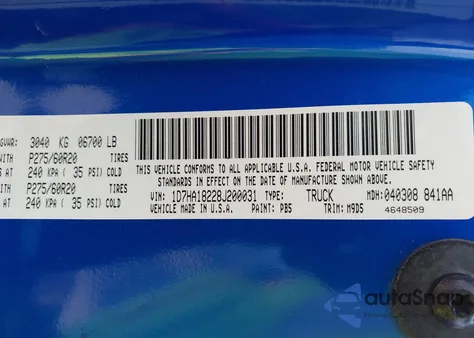 GVWR: 3040 KG 06700 LB
WITH P275/60R20 TIRES
S AT 240 KPA ( 35 PSI) COLD
WITH P275/60R20 TIRES
S AT 240 KPA ( 35 PSI) COLD
THIS VEHICLE CONFORMS TO ALL APPLICABLE U.S.A. FEDERAL MOTOR VEHICLE SAFETY
STANDARDS IN EFFECT ON THE DATE OF MANUFACTURE SHOWN ABOVE.
VIN: 1D7HA18228J200031 TYPE: TRUCK MDH: 040308 841AA
VEHICLE MADE IN U.S.A. PAINT: PB5 TRIM: M9D5 4648509
autoSnap